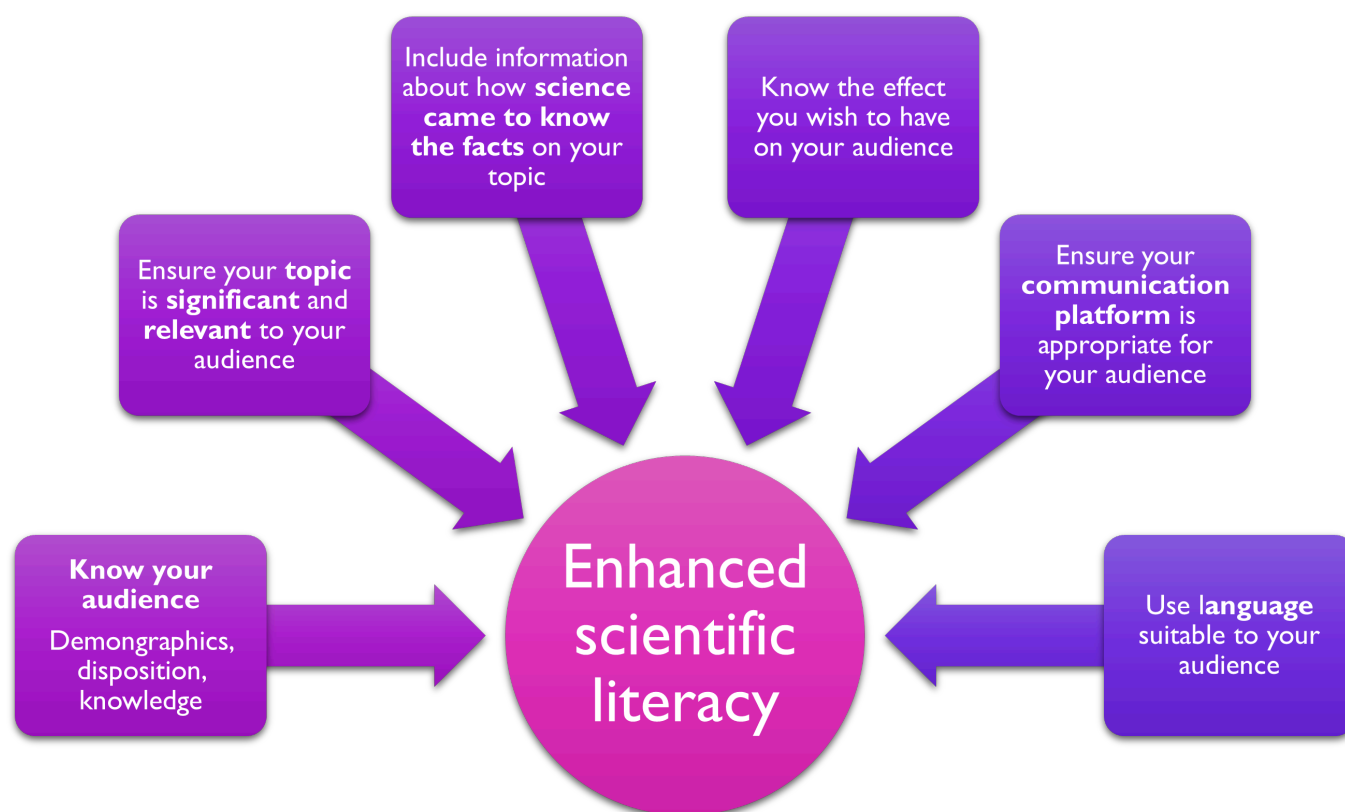 Include information
about how science
came to know
the facts on your
topic
Know the effect
you wish to have
on your audience
Ensure your topic
is significant and
relevant to your
audience
Ensure your
communication
platform is
appropriate for
your audience
Know your
audience
Demongraphics,
disposition,
knowledge
Enhanced
scientific
literacy
Use language
suitable to your
audience